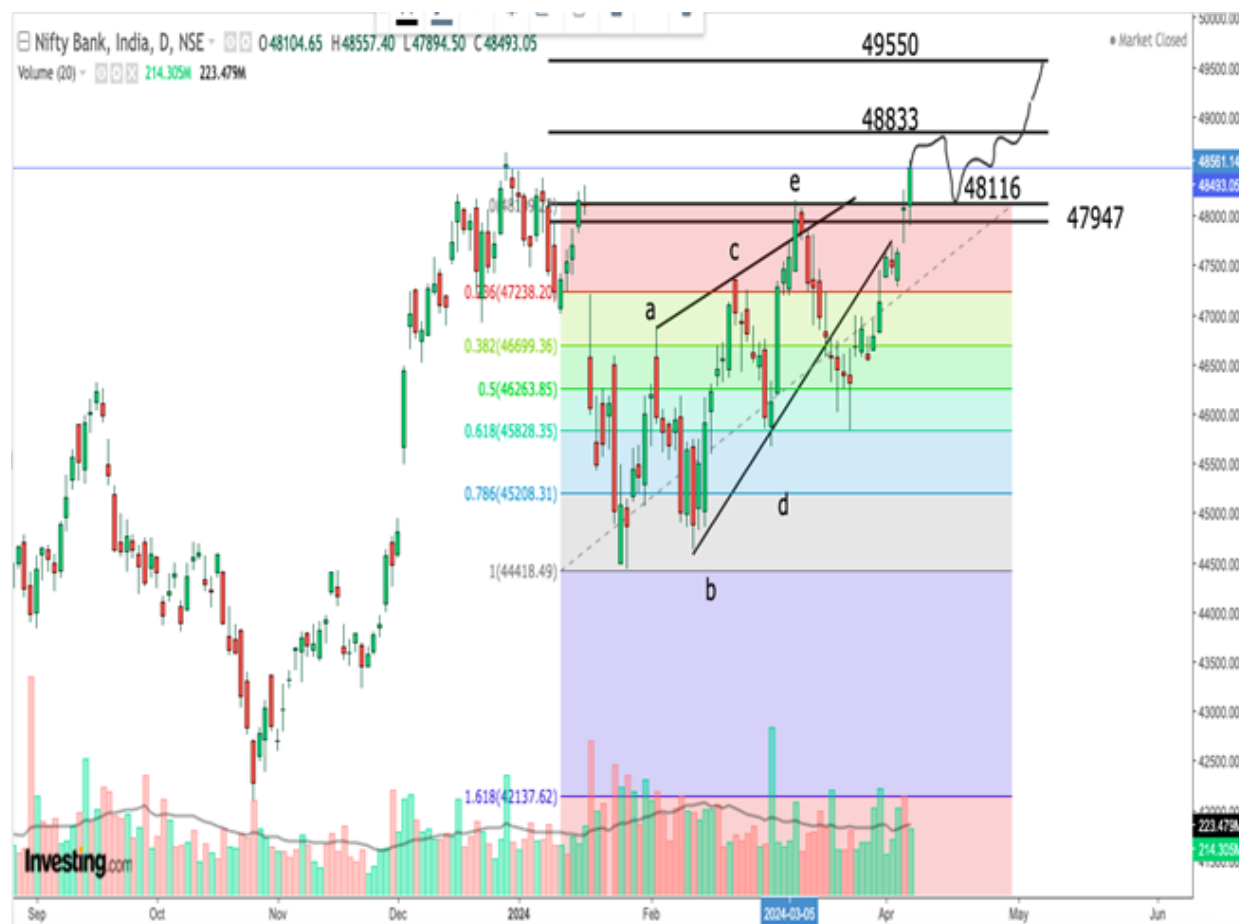 Nifty Bank, India, D, NSE O48104.65 H48557.40 L47894.50 C48493.05
Market Closed
Volume (20) 214.305M 223.479M
50000.00
49550
49500.00
48833
49000.00
48561.14
48493.05
48116
47947
48000.00
e
c
a
d
b
0.236(47238.20)
0.382(46699.36)
0.5(46263.85)
0.618(45828.35)
0.786(45208.31)
1(44418.49)
1.618(42137.62)
47500.00
47000.00
46500.00
46000.00
45500.00
45000.00
44500.00
44000.00
43500.00
43000.00
42500.00
223.479M
214.305M
Investing.com
Sep Oct Nov Dec 2024 Feb 2024-03-05 Apr May Jun